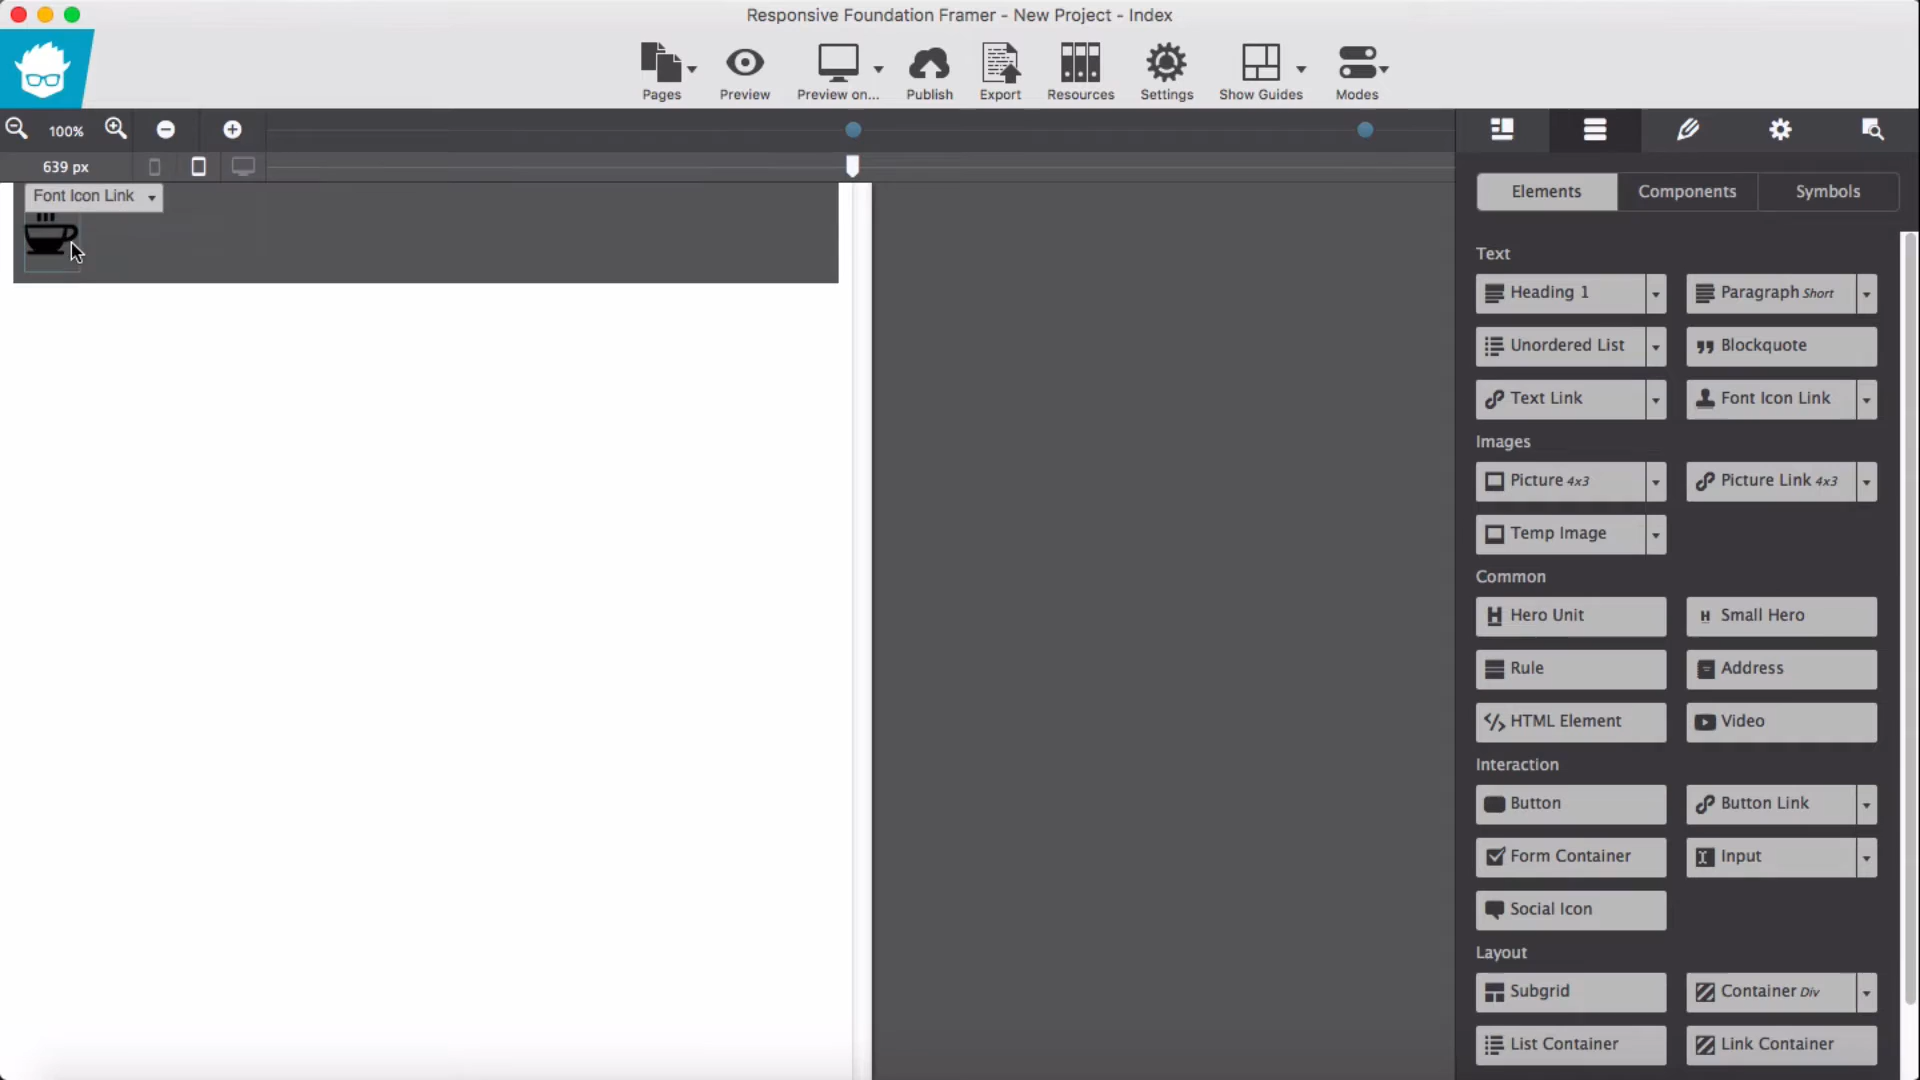 Responsive Foundation Framer - New Project - Index
Pages
Preview
Preview on...
Publish
Export
Resources
Settings
Show Guides
Modes
100%
639 px
Font Icon Link
Elements
Components
Symbols
Text
Heading 1
Paragraph Short
Unordered List
Blockquote
Text Link
Font Icon Link
Images
Picture 4x3
Picture Link 4x3
Temp Image
Common
H Hero Unit
H Small Hero
Rule
Address
HTML Element
Video
Interaction
Button
Button Link
Form Container
Input
Social Icon
Layout
Subgrid
Container Div
List Container
Link Container